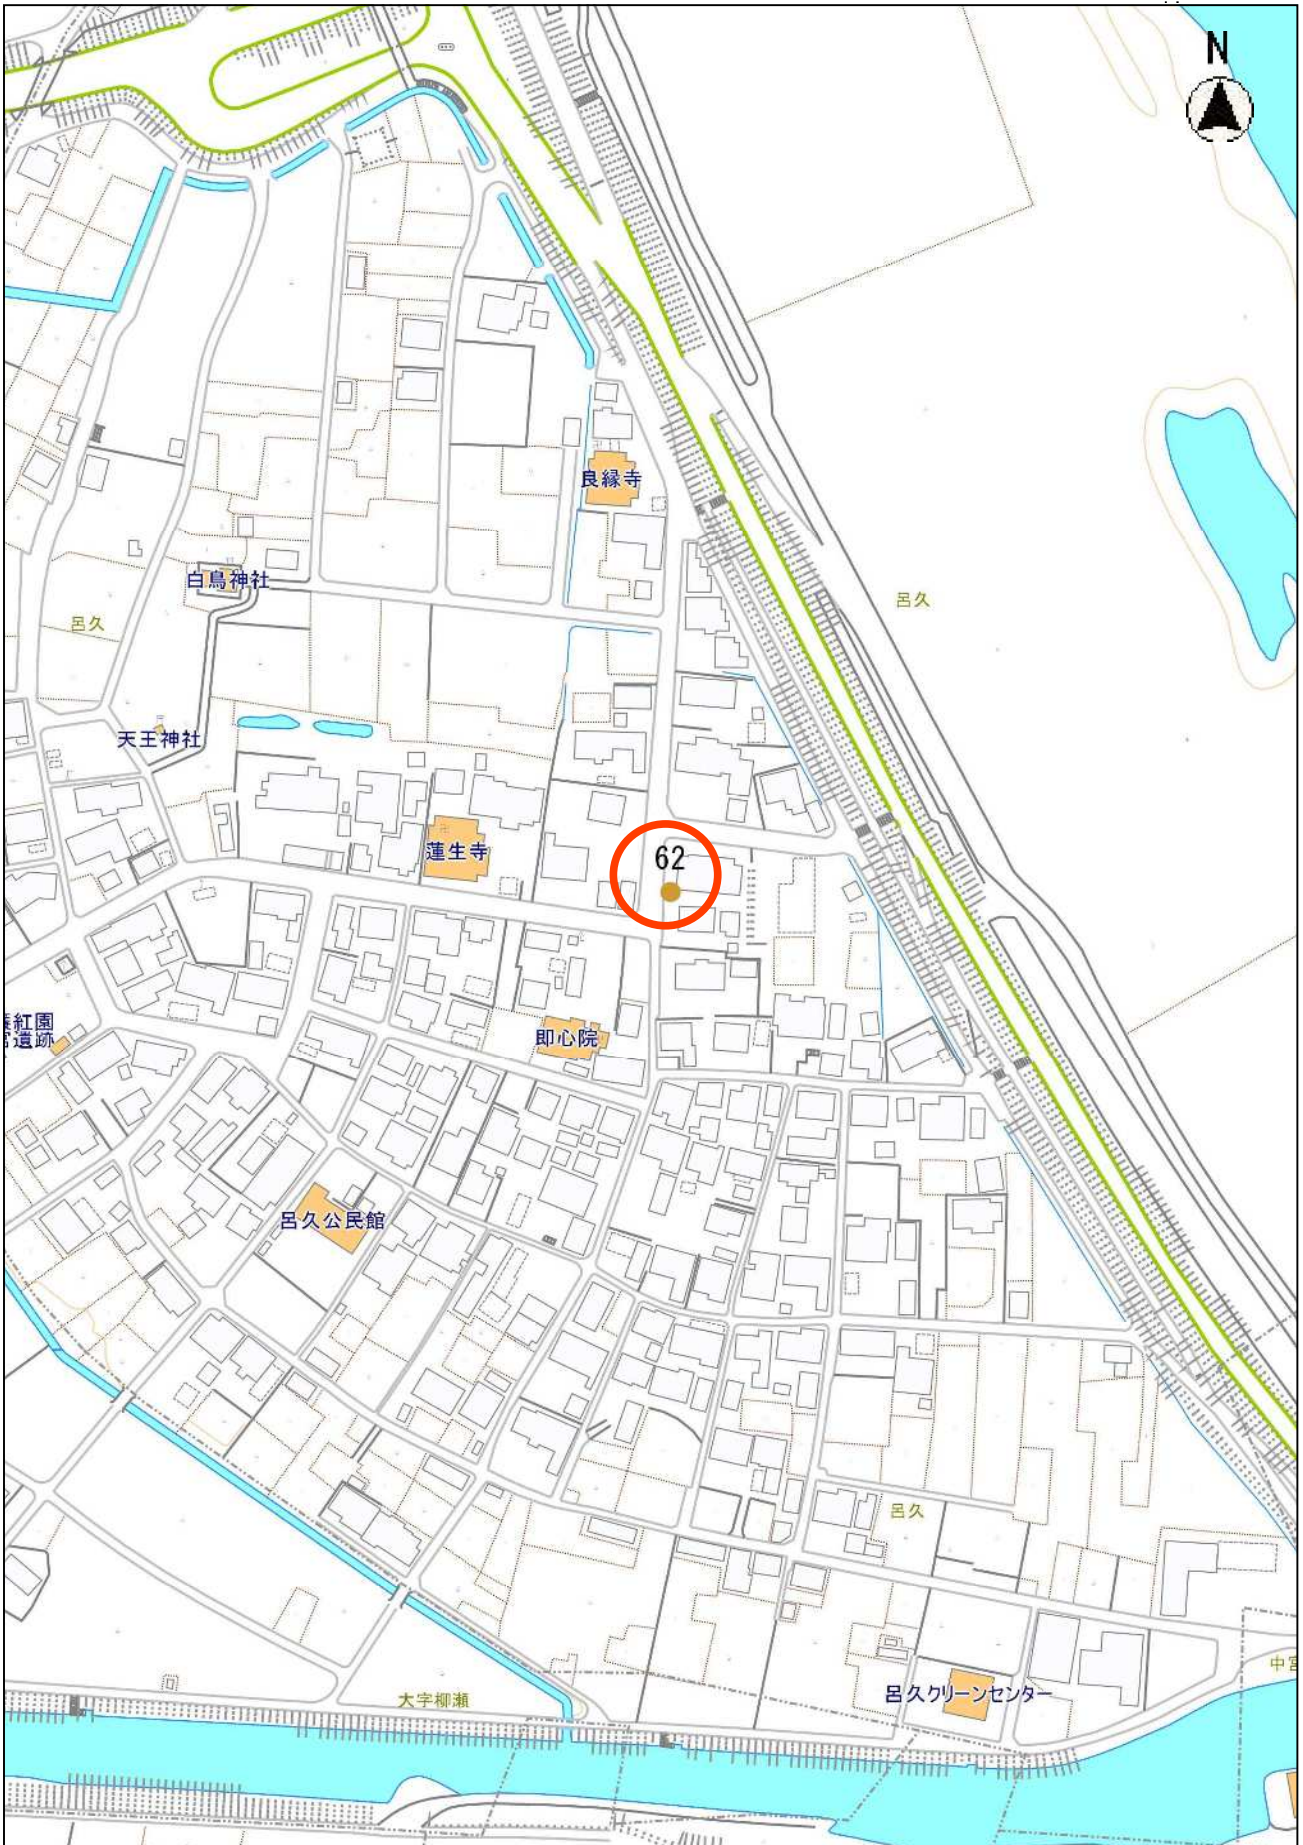 N
良縁寺
白鳥神社
呂久
呂久
天王神社
蓮生寺
62
紅園
遺跡
即心院
呂久公民館
呂久
呂久クリーンセンター
中宮
大字柳瀬